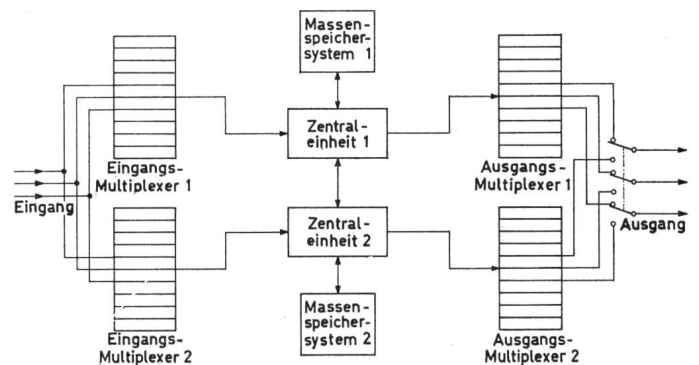 Massen-
speicher-
system 1
Zentral-
einheit 1
Eingangs-
Multiplexer 1
Ausgangs-
Multiplexer 1
Eingang
Ausgang
Zentral-
einheit 2
Massen-
speicher-
system 2
Eingangs-
Multiplexer 2
Ausgangs-
Multiplexer 2